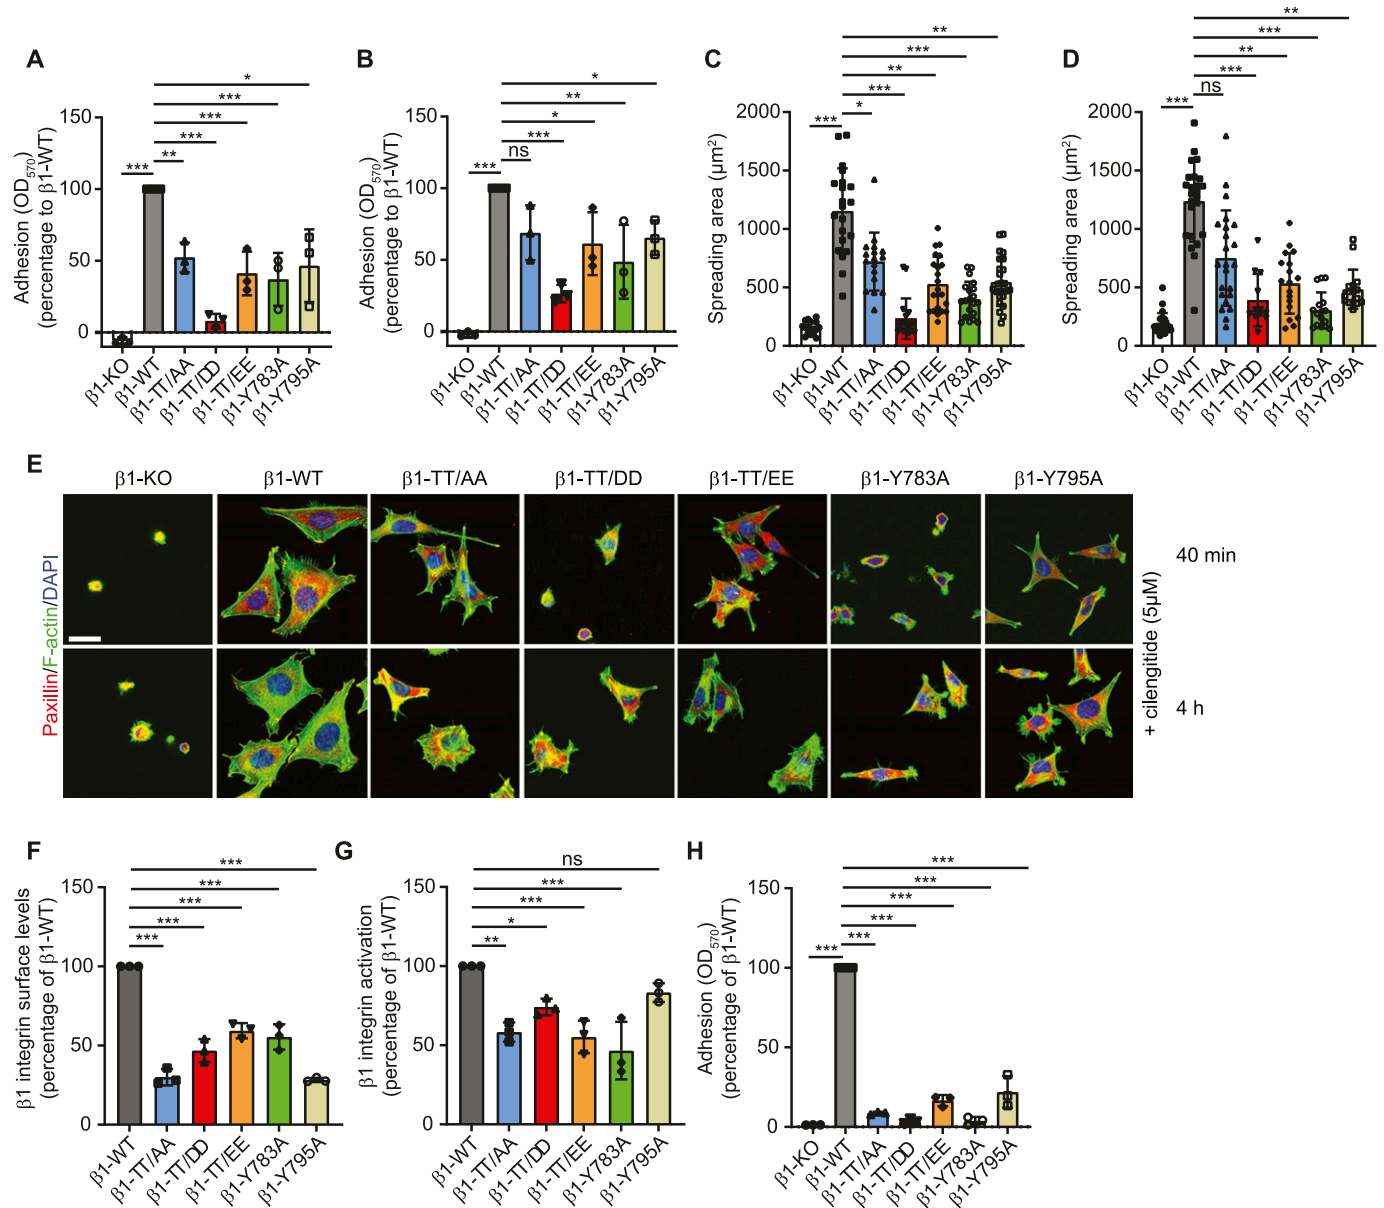 A
Adhesion (OD570)
(percentage to β1-WT)
150
100
50
0
***
**
***
***
***
*
β1-KO
β1-WT
β1-TT/AA
β1-TT/DD
β1-TT/EE
β1-Y783A
β1-Y795A
B
Adhesion (OD570)
(percentage to β1-WT)
150
100
50
0
***
ns
***
*
**
*
β1-KO
β1-WT
β1-TT/AA
β1-TT/DD
β1-TT/EE
β1-Y783A
β1-Y795A
C
Spreading area (µm²)
2000
1500
1000
500
0
***
*
***
**
***
**
β1-KO
β1-WT
β1-TT/AA
β1-TT/DD
β1-TT/EE
β1-Y783A
β1-Y795A
D
Spreading area (µm²)
2000
1500
1000
500
0
***
ns
***
**
***
**
β1-KO
β1-WT
β1-TT/AA
β1-TT/DD
β1-TT/EE
β1-Y783A
β1-Y795A
E
β1-KO
β1-WT
β1-TT/AA
β1-TT/DD
β1-TT/EE
β1-Y783A
β1-Y795A
Paxillin/F-actin/DAPI
40 min
4 h
+ cilengitide (5µM)
F
β1 integrin surface levels
(percentage of β1-WT)
150
100
50
0
***
***
***
***
***
β1-WT
β1-TT/AA
β1-TT/DD
β1-TT/EE
β1-Y783A
β1-Y795A
G
β1 integrin activation
(percentage of β1-WT)
150
100
50
0
**
*
***
***
ns
β1-WT
β1-TT/AA
β1-TT/DD
β1-TT/EE
β1-Y783A
β1-Y795A
H
Adhesion (OD570)
(percentage of β1-WT)
150
100
50
0
***
***
***
***
***
***
β1-KO
β1-WT
β1-TT/AA
β1-TT/DD
β1-TT/EE
β1-Y783A
β1-Y795A